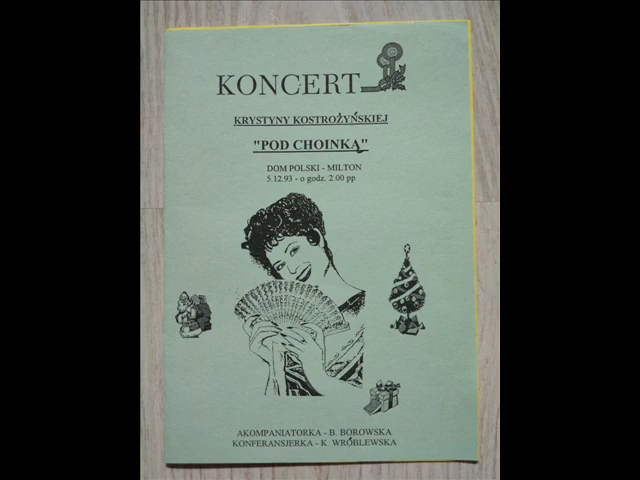 KONCERT
KRYSTYNY KOSTROŻYŃSKIEJ
"POD CHOINKĄ"
DOM POLSKI - MILTON
5.12.93 - o godz. 2.00 pp
AKOMPANIATORKA - B. BOROWSKA
KONFERANSJERKA - K. WRÓBLEWSKA